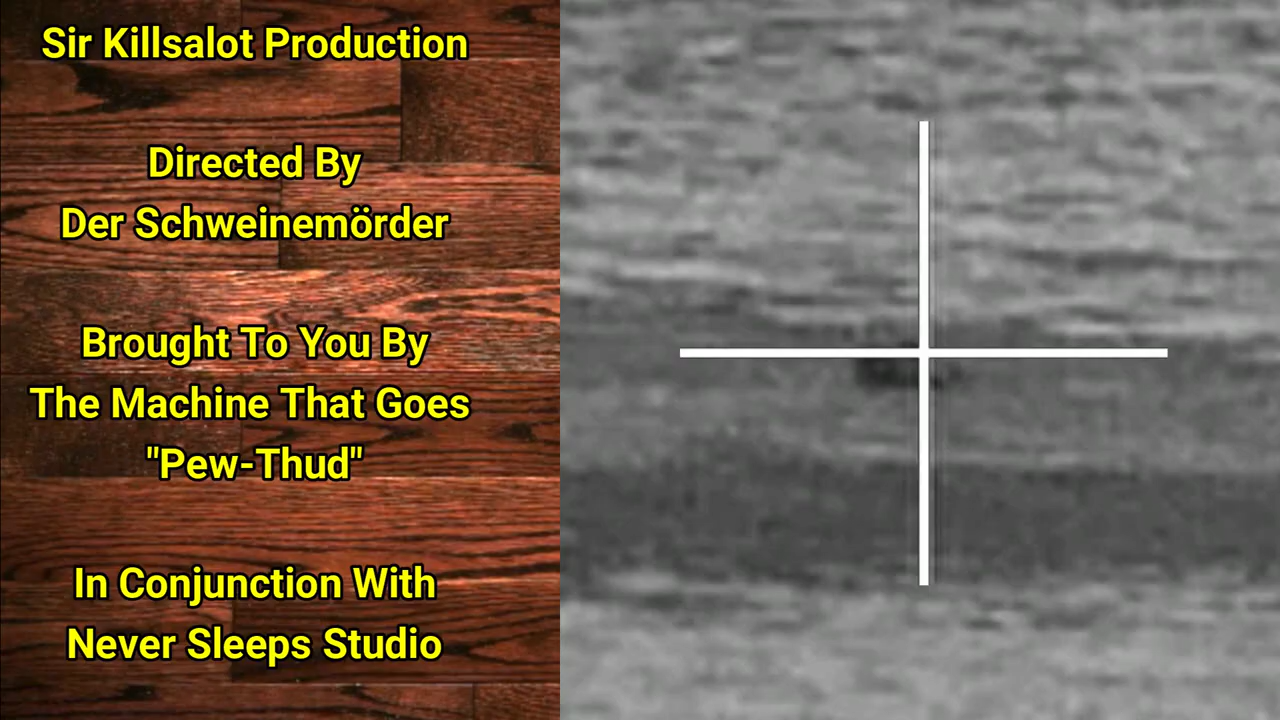 Sir Killsalot Production
Directed By
Der Schweinemörder
Brought To You By
The Machine That Goes
"Pew-Thud"
In Conjunction With
Never Sleeps Studio